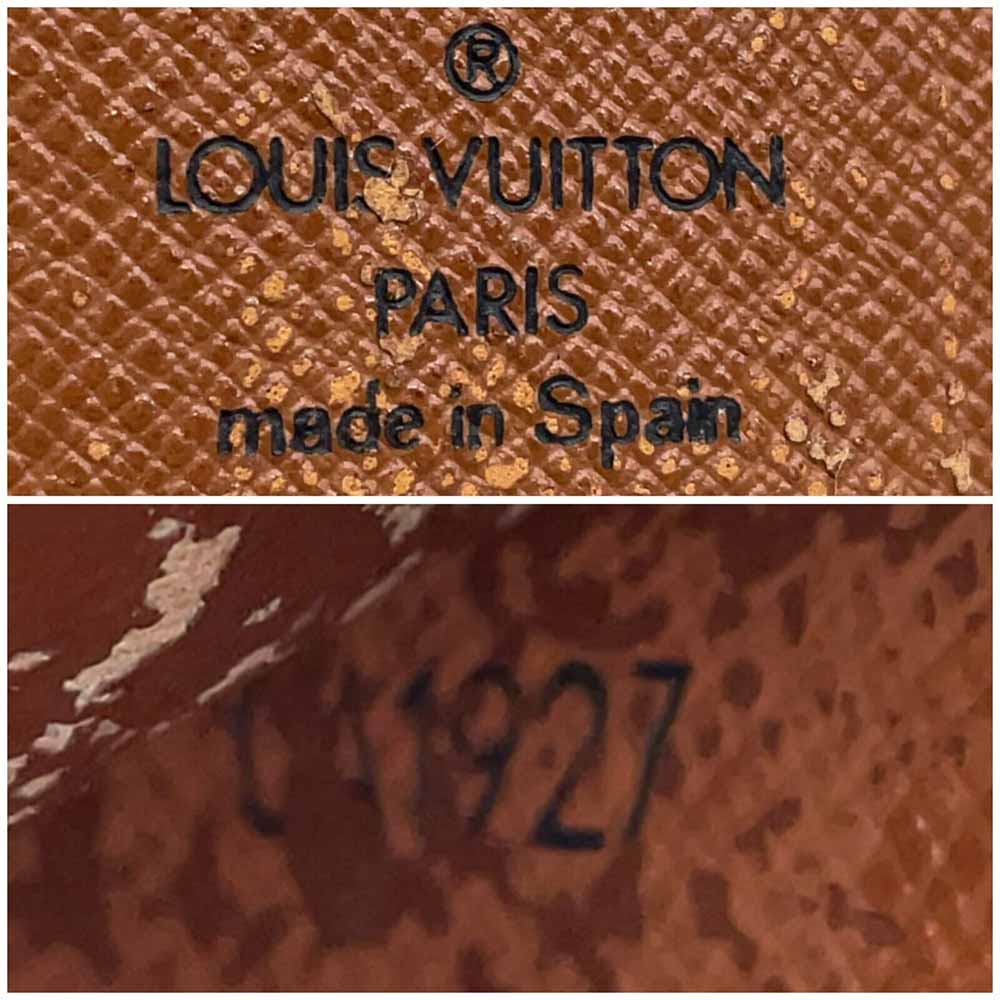 ®
LOUIS VUITTON
PARIS
made in Spain
1927